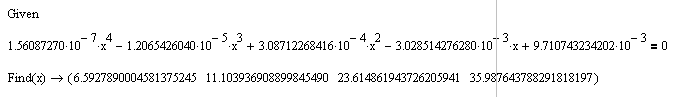 Given
1.56087270·10^-7·x^4 − 1.2065426040·10^-5·x^3 + 3.08712268416·10^-4·x^2 − 3.028514276280·10^-3·x + 9.710743234202·10^-3 = 0
Find(x) → (6.5927890004581375245 11.103936908899845490 23.614861943726205941 35.987643788291818197)